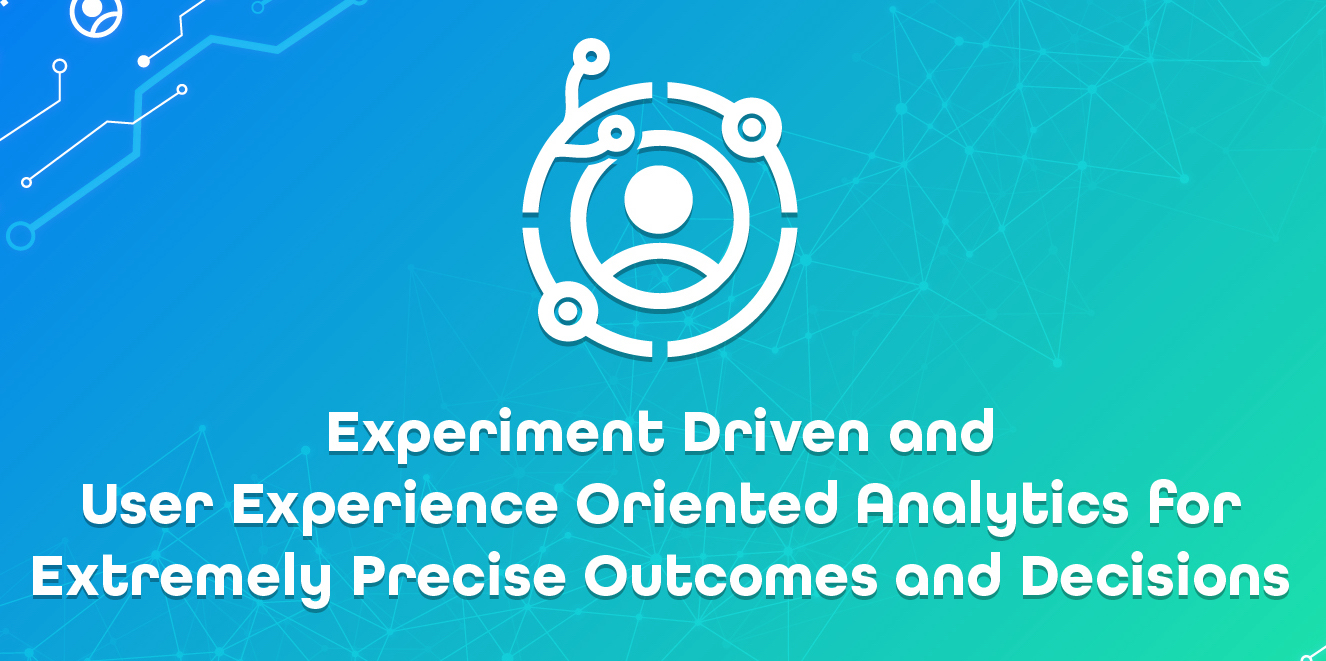 Experiment Driven and
User Experience Oriented Analytics for
Extremely Precise Outcomes and Decisions